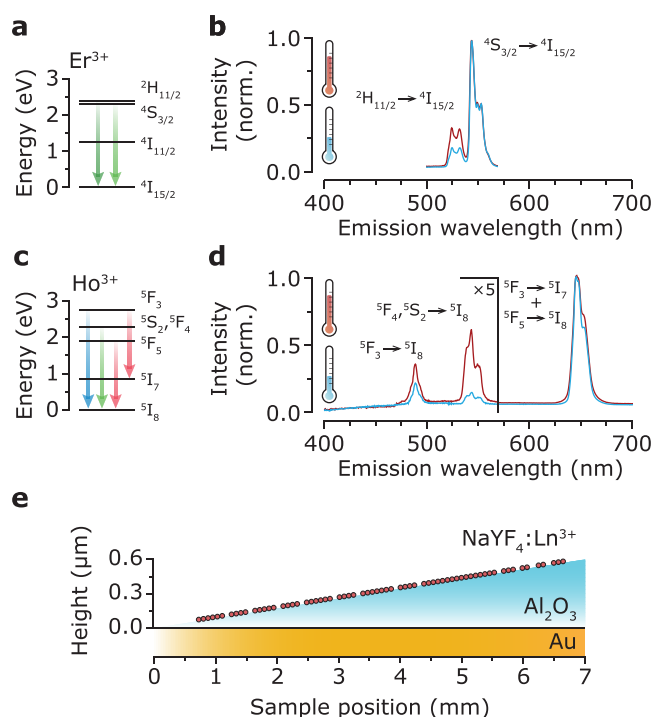 a
Er³⁺
Energy (eV)
3
2
1
0
²H₁₁/₂
⁴S₃/₂
⁴I₁₁/₂
⁴I₁₅/₂
b
Intensity
(norm.)
1.0
0.5
0.0
⁴S₃/₂→⁴I₁₅/₂
²H₁₁/₂→⁴I₁₅/₂
400 500 600 700
Emission wavelength (nm)
c
Ho³⁺
Energy (eV)
3
2
1
0
⁵F₃
⁵S₂,⁵F₄
⁵F₅
⁵I₇
⁵I₈
d
Intensity
(norm.)
1.0
0.5
0.0
×5
⁵F₃→⁵I₇
+
⁵F₅→⁵I₈
⁵F₄,⁵S₂→⁵I₈
⁵F₃→⁵I₈
400 500 600 700
Emission wavelength (nm)
e
Height (μm)
0.6
0.3
0.0
NaYF₄:Ln³⁺
Al₂O₃
Au
0 1 2 3 4 5 6 7
Sample position (mm)